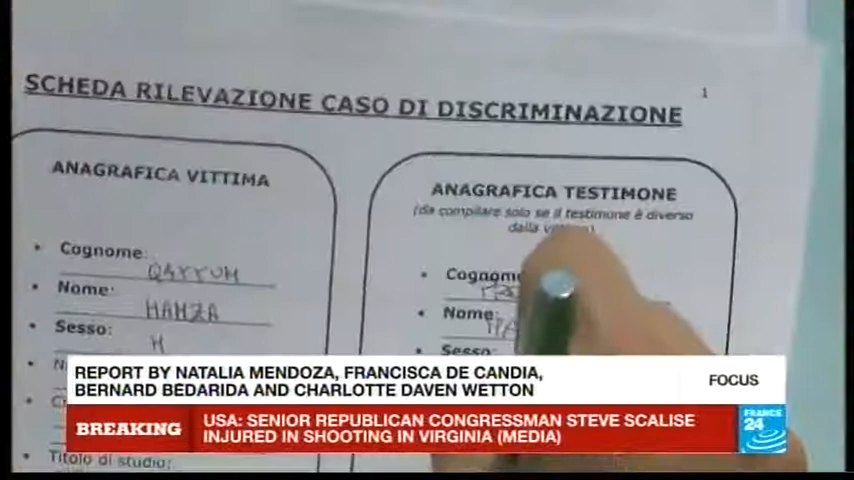 1
SCHEDA RILEVAZIONE CASO DI DISCRIMINAZIONE
ANAGRAFICA VITTIMA
• Cognome: QAYYUM
• Nome: HAMZA
• Sesso: M
Titolo di studio:
ANAGRAFICA TESTIMONE
(da compilare solo se il testimone è diverso
dalla
• Cognome
• Nome:
• Sesso
REPORT BY NATALIA MENDOZA, FRANCISCA DE CANDIA,
BERNARD BÉDARIDA AND CHARLOTTE DAVEN WETTON
FOCUS
BREAKING
USA: SENIOR REPUBLICAN CONGRESSMAN STEVE SCALISE
INJURED IN SHOOTING IN VIRGINIA (MEDIA)
FRANCE
24